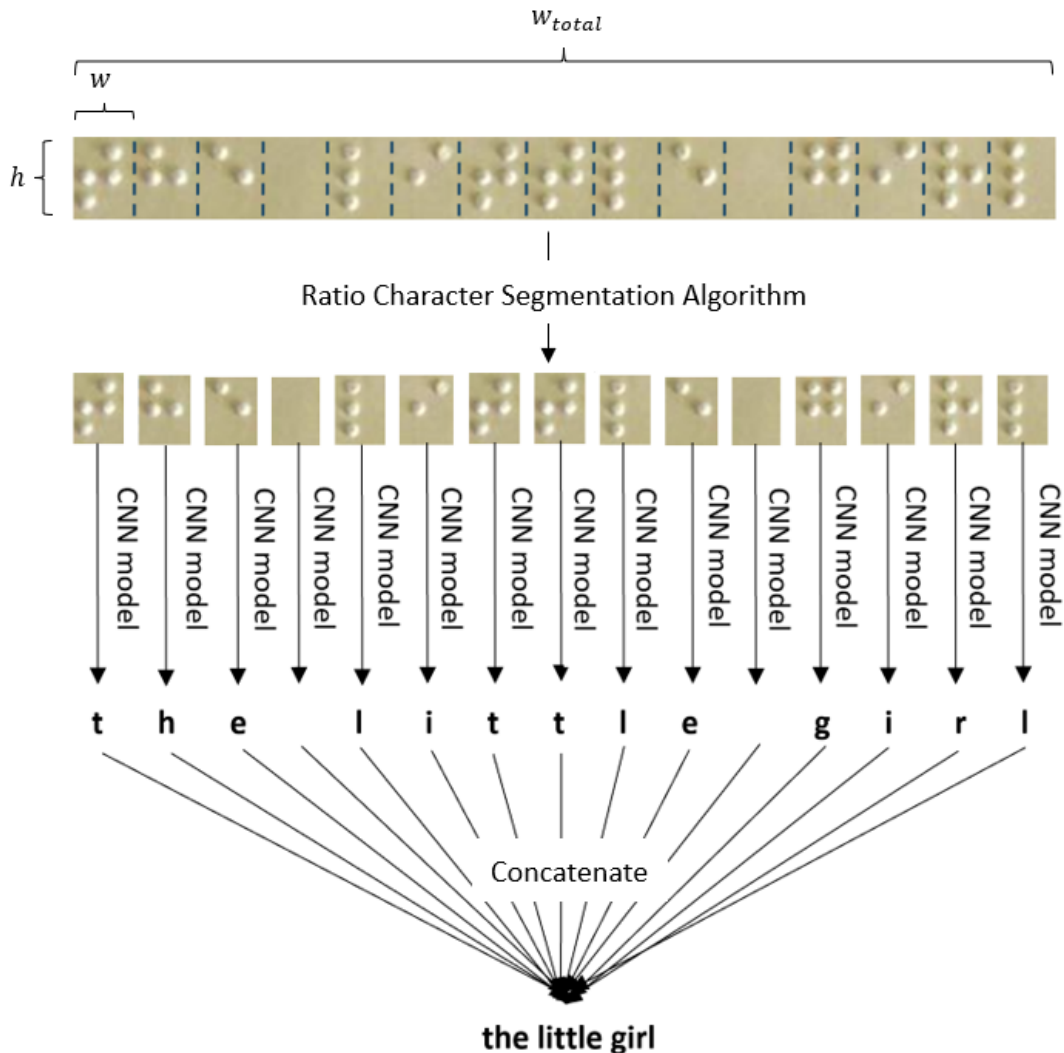 w_total
w
h
Ratio Character Segmentation Algorithm
CNN model CNN model CNN model CNN model CNN model CNN model CNN model CNN model CNN model CNN model CNN model CNN model CNN model CNN model CNN model
t h e l i t t l e g i r l
Concatenate
the little girl